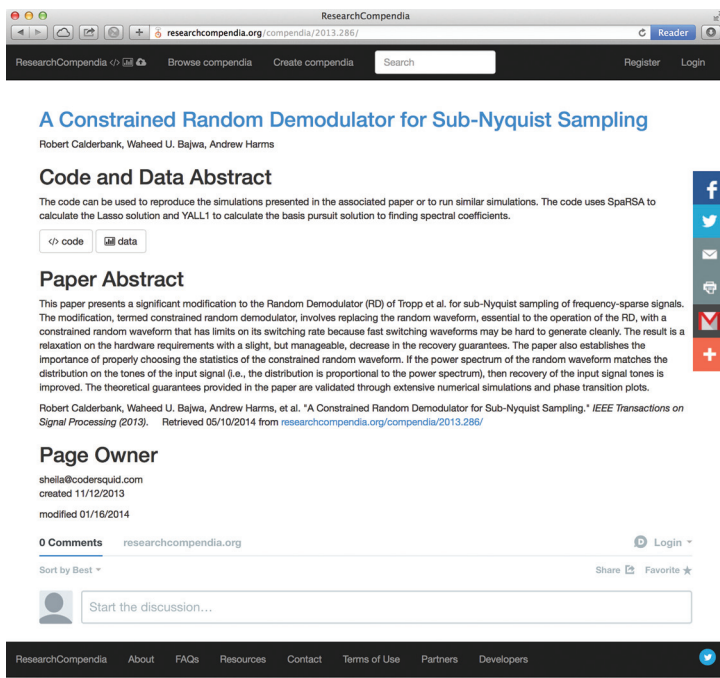 ResearchCompendia
researchcompendia.org/compendia/2013.286/
Reader
ResearchCompendia </> Browse compendia Create compendia Search Register Login
A Constrained Random Demodulator for Sub-Nyquist Sampling
Robert Calderbank, Waheed U. Bajwa, Andrew Harms
Code and Data Abstract
The code can be used to reproduce the simulations presented in the associated paper or to run similar simulations. The code uses SpaRSA to
calculate the Lasso solution and YALL1 to calculate the basis pursuit solution to finding spectral coefficients.
</> code data
Paper Abstract
This paper presents a significant modification to the Random Demodulator (RD) of Tropp et al. for sub-Nyquist sampling of frequency-sparse signals.
The modification, termed constrained random demodulator, involves replacing the random waveform, essential to the operation of the RD, with a
constrained random waveform that has limits on its switching rate because fast switching waveforms may be hard to generate cleanly. The result is a
relaxation on the hardware requirements with a slight, but manageable, decrease in the recovery guarantees. The paper also establishes the
importance of properly choosing the statistics of the constrained random waveform. If the power spectrum of the random waveform matches the
distribution on the tones of the input signal (i.e., the distribution is proportional to the power spectrum), then recovery of the input signal tones is
improved. The theoretical guarantees provided in the paper are validated through extensive numerical simulations and phase transition plots.
Robert Calderbank, Waheed U. Bajwa, Andrew Harms, et al. "A Constrained Random Demodulator for Sub-Nyquist Sampling." IEEE Transactions on
Signal Processing (2013). Retrieved 05/10/2014 from researchcompendia.org/compendia/2013.286/
Page Owner
sheila@codersquid.com
created 11/12/2013
modified 01/16/2014
0 Comments researchcompendia.org Login
Sort by Best Share Favorite
Start the discussion...
ResearchCompendia About FAQs Resources Contact Terms of Use Partners Developers